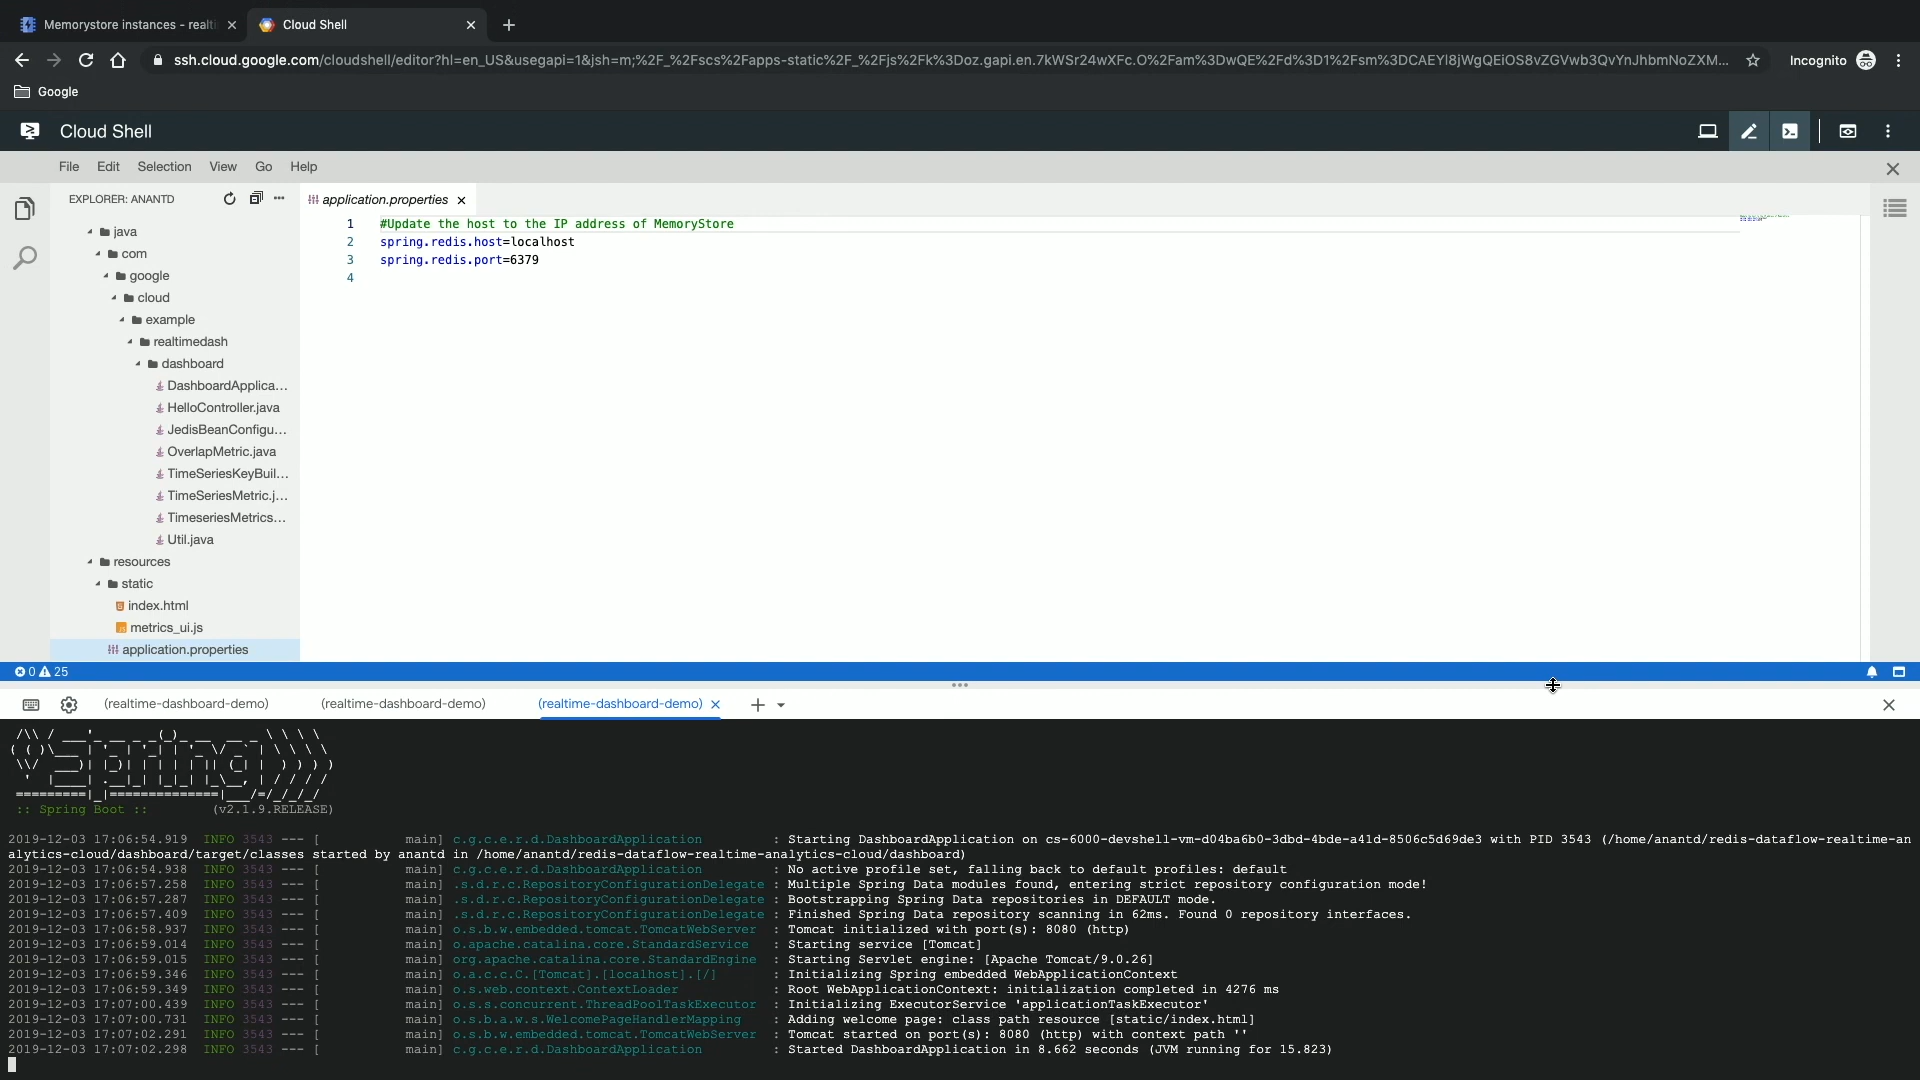 Memorystore instances - realti
Cloud Shell
ssh.cloud.google.com/cloudshell/editor?hl=en_US&usegapi=1&jsh=m;%2F_%2Fscs%2Fapps-static%2F_%2Fjs%2Fk%3Doz.gapi.en.7kWSr24wXFc.O%2Fam%3DwQE%2Fd%3D1%2Fsm%3DCAEYl8jWgQEiOS8vZGVwb3QvYnJhbmNoZXM...
Incognito
Google
Cloud Shell
File Edit Selection View Go Help
EXPLORER: ANANTD
java
com
google
cloud
example
realtimedash
dashboard
DashboardApplica...
HelloController.java
JedisBeanConfigu...
OverlapMetric.java
TimeSeriesKeyBuil...
TimeSeriesMetric.j...
TimeseriesMetrics...
Util.java
resources
static
index.html
metrics_ui.js
application.properties
application.properties
1 #Update the host to the IP address of MemoryStore
2 spring.redis.host=localhost
3 spring.redis.port=6379
4
0 25
(realtime-dashboard-demo) (realtime-dashboard-demo) (realtime-dashboard-demo)
:: Spring Boot :: (v2.1.9.RELEASE)
2019-12-03 17:06:54.919 INFO 3543 --- [ main] c.g.c.e.r.d.DashboardApplication : Starting DashboardApplication on cs-6000-devshell-vm-d04ba6b0-3dbd-4bde-a41d-8506c5d69de3 with PID 3543 (/home/anantd/redis-dataflow-realtime-an
alytics-cloud/dashboard/target/classes started by anantd in /home/anantd/redis-dataflow-realtime-analytics-cloud/dashboard)
2019-12-03 17:06:54.938 INFO 3543 --- [ main] c.g.c.e.r.d.DashboardApplication : No active profile set, falling back to default profiles: default
2019-12-03 17:06:57.258 INFO 3543 --- [ main] .s.d.r.c.RepositoryConfigurationDelegate : Multiple Spring Data modules found, entering strict repository configuration mode!
2019-12-03 17:06:57.287 INFO 3543 --- [ main] .s.d.r.c.RepositoryConfigurationDelegate : Bootstrapping Spring Data repositories in DEFAULT mode.
2019-12-03 17:06:57.409 INFO 3543 --- [ main] .s.d.r.c.RepositoryConfigurationDelegate : Finished Spring Data repository scanning in 62ms. Found 0 repository interfaces.
2019-12-03 17:06:58.937 INFO 3543 --- [ main] o.s.b.w.embedded.tomcat.TomcatWebServer : Tomcat initialized with port(s): 8080 (http)
2019-12-03 17:06:59.014 INFO 3543 --- [ main] o.apache.catalina.core.StandardService : Starting service [Tomcat]
2019-12-03 17:06:59.015 INFO 3543 --- [ main] org.apache.catalina.core.StandardEngine : Starting Servlet engine: [Apache Tomcat/9.0.26]
2019-12-03 17:06:59.346 INFO 3543 --- [ main] o.a.c.c.C.[Tomcat].[localhost].[/] : Initializing Spring embedded WebApplicationContext
2019-12-03 17:06:59.349 INFO 3543 --- [ main] o.s.web.context.ContextLoader : Root WebApplicationContext: initialization completed in 4276 ms
2019-12-03 17:07:00.439 INFO 3543 --- [ main] o.s.s.concurrent.ThreadPoolTaskExecutor : Initializing ExecutorService 'applicationTaskExecutor'
2019-12-03 17:07:00.731 INFO 3543 --- [ main] o.s.b.a.w.s.WelcomePageHandlerMapping : Adding welcome page: class path resource [static/index.html]
2019-12-03 17:07:02.291 INFO 3543 --- [ main] o.s.b.w.embedded.tomcat.TomcatWebServer : Tomcat started on port(s): 8080 (http) with context path ''
2019-12-03 17:07:02.298 INFO 3543 --- [ main] c.g.c.e.r.d.DashboardApplication : Started DashboardApplication in 8.662 seconds (JVM running for 15.823)